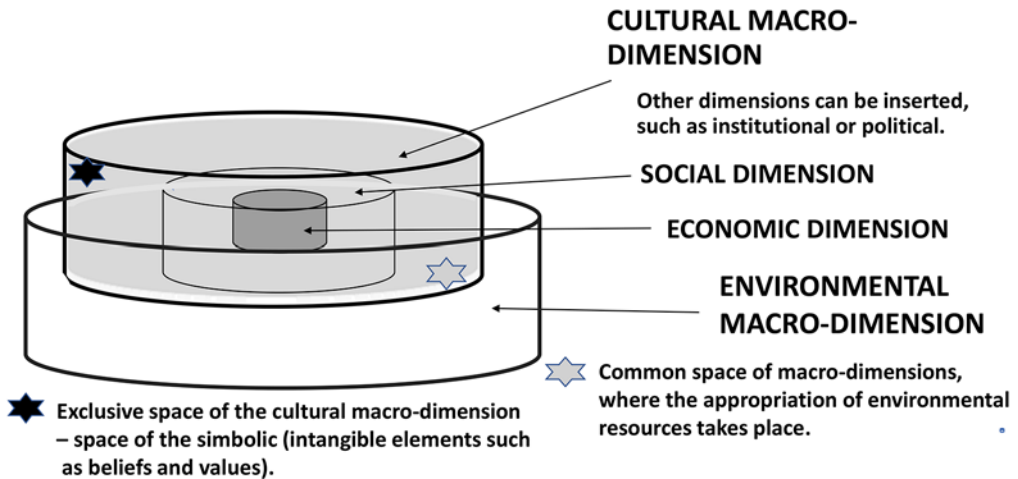 CULTURAL MACRO-
DIMENSION
Other dimensions can be inserted,
such as institutional or political.
SOCIAL DIMENSION
ECONOMIC DIMENSION
ENVIRONMENTAL
MACRO-DIMENSION
Common space of macro-dimensions,
where the appropriation of environmental
resources takes place.
Exclusive space of the cultural macro-dimension
– space of the simbolic (intangible elements such
as beliefs and values).